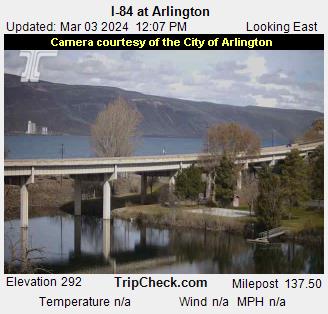 I-84 at Arlington
Updated: Mar 03 2024 12:07 PM Looking East
Camera courtesy of the City of Arlington
Elevation 292 TripCheck.com Milepost 137.50
Temperature n/a Wind n/a MPH n/a